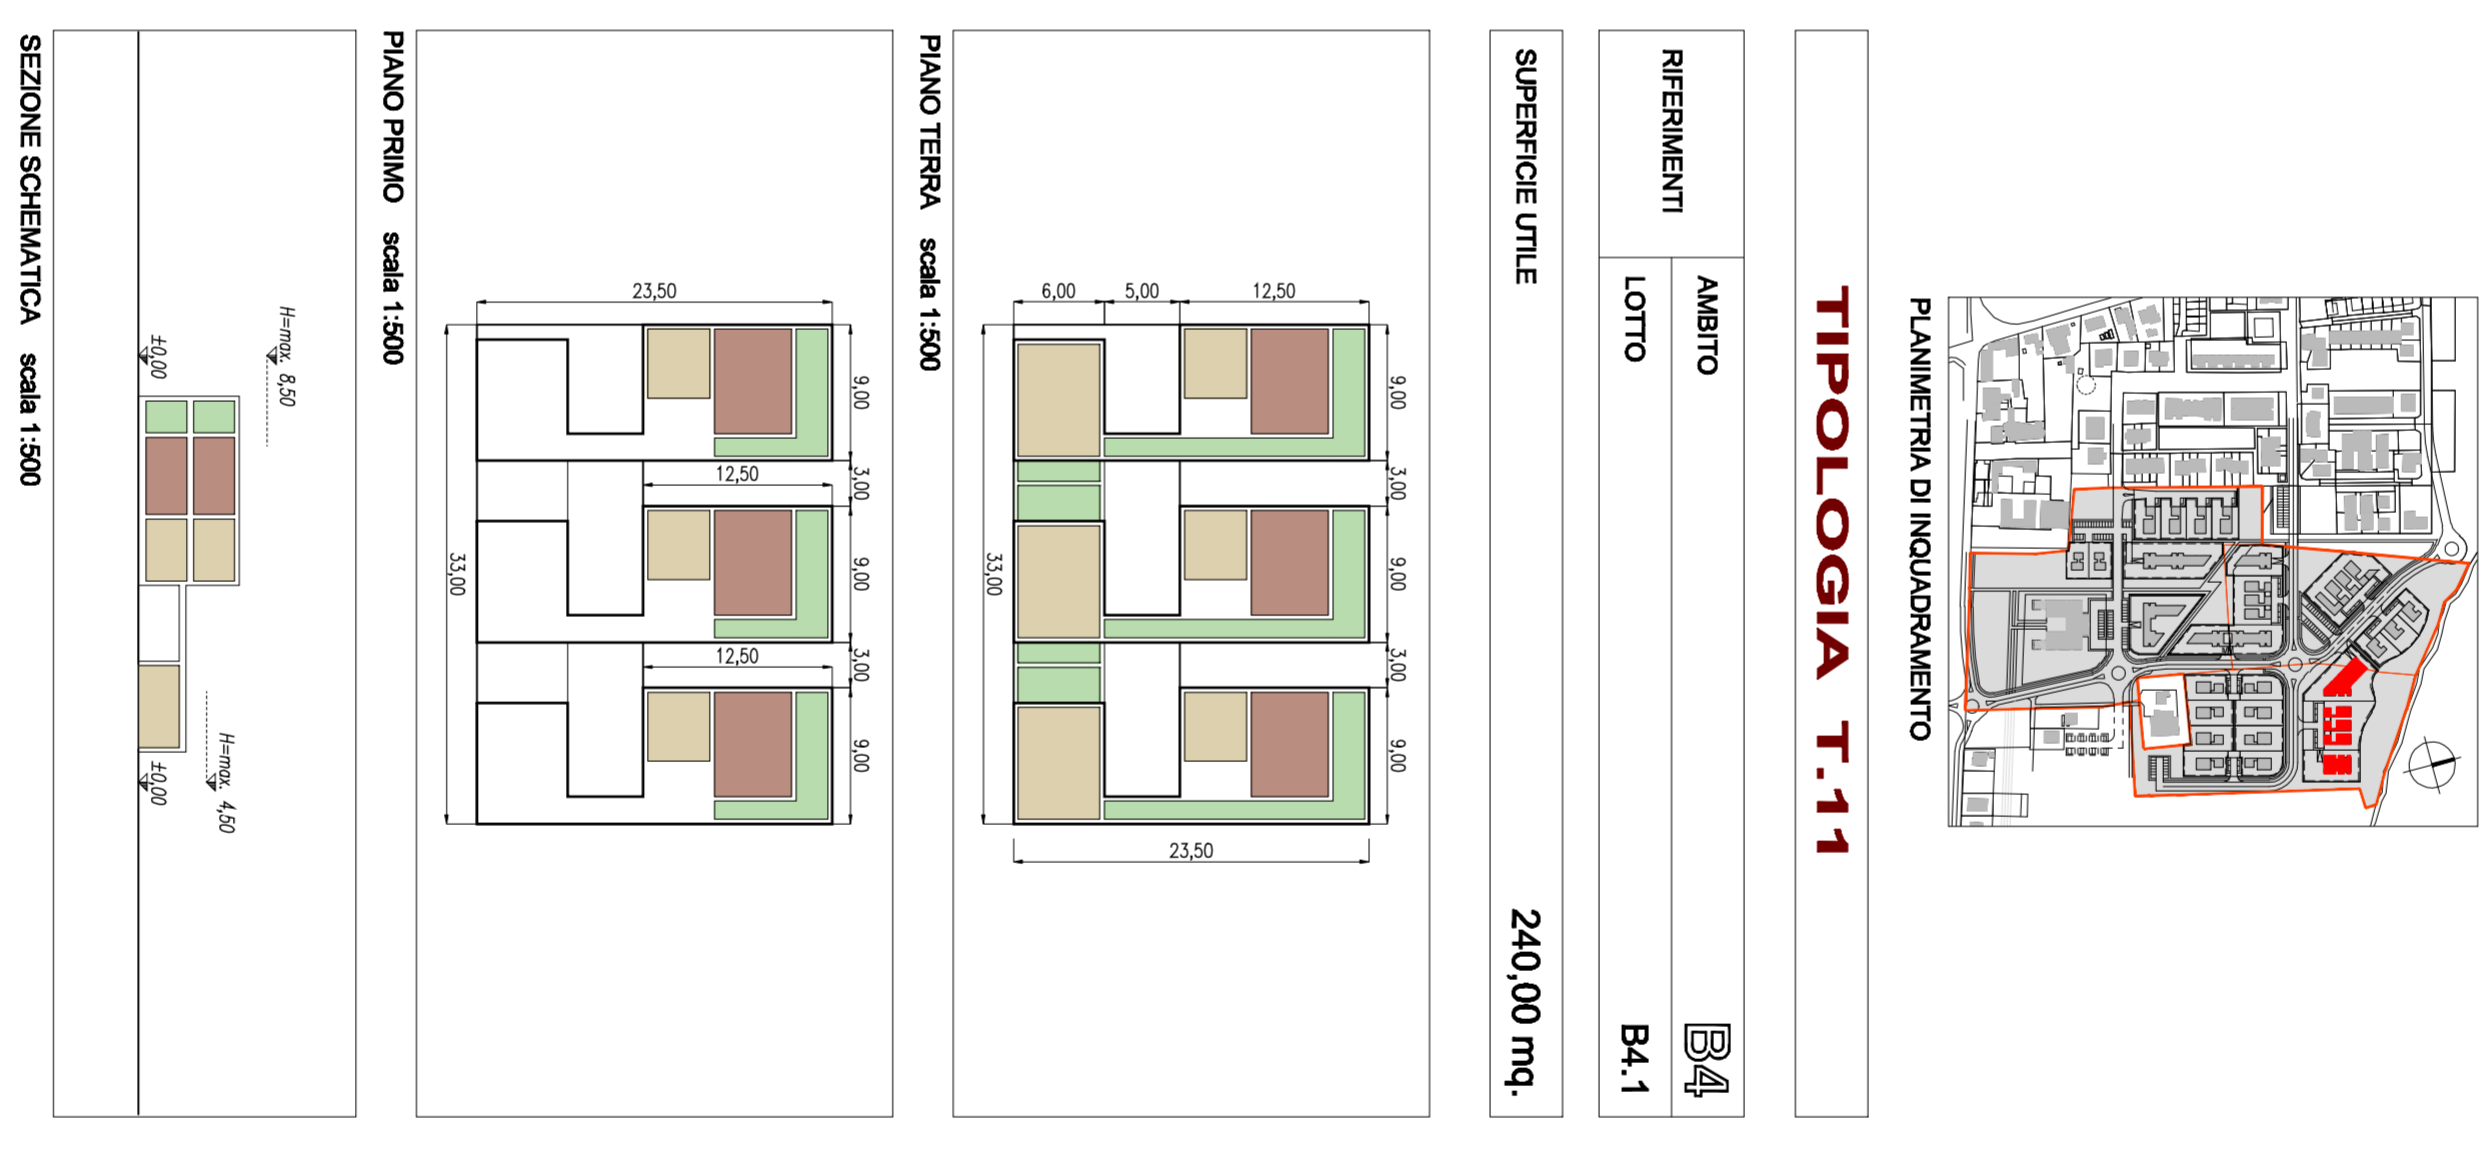 PLANIMETRIA DI INQUADRAMENTO
TIPOLOGIA T.11
RIFERIMENTI
AMBITO B4
LOTTO B4.1
SUPERFICIE UTILE 240,00 mq.
9,00 3,00 9,00 3,00 9,00
12,50
5,00
6,00
23,50
33,00
PIANO TERRA scala 1:500
9,00 3,00 9,00 3,00 9,00
23,50
12,50
12,50
33,00
PIANO PRIMO scala 1:500
H=max. 8,50
H=max. 4,50
±0,00
±0,00
SEZIONE SCHEMATICA scala 1:500